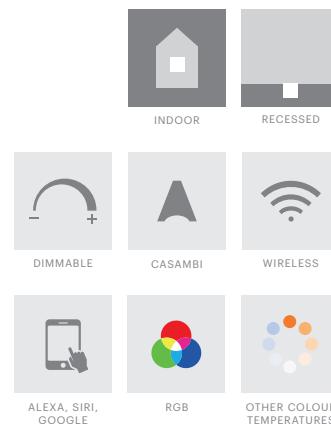 INDOOR
RECESSED
DIMMABLE
CASAMBI
WIRELESS
ALEXA, SIRI,
GOOGLE
RGB
OTHER COLOUR
TEMPERATURES